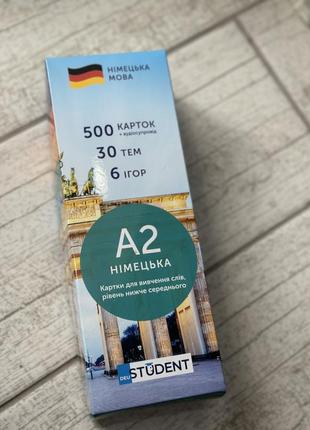 НІМЕЦЬКА
МОВА
500 КАРТОК
+ аудіосупровід
30 ТЕМ
6 ІГОР
A2
НІМЕЦЬКА
Картки для вивчення слів,
рівень нижче середнього
DEU STUDENT